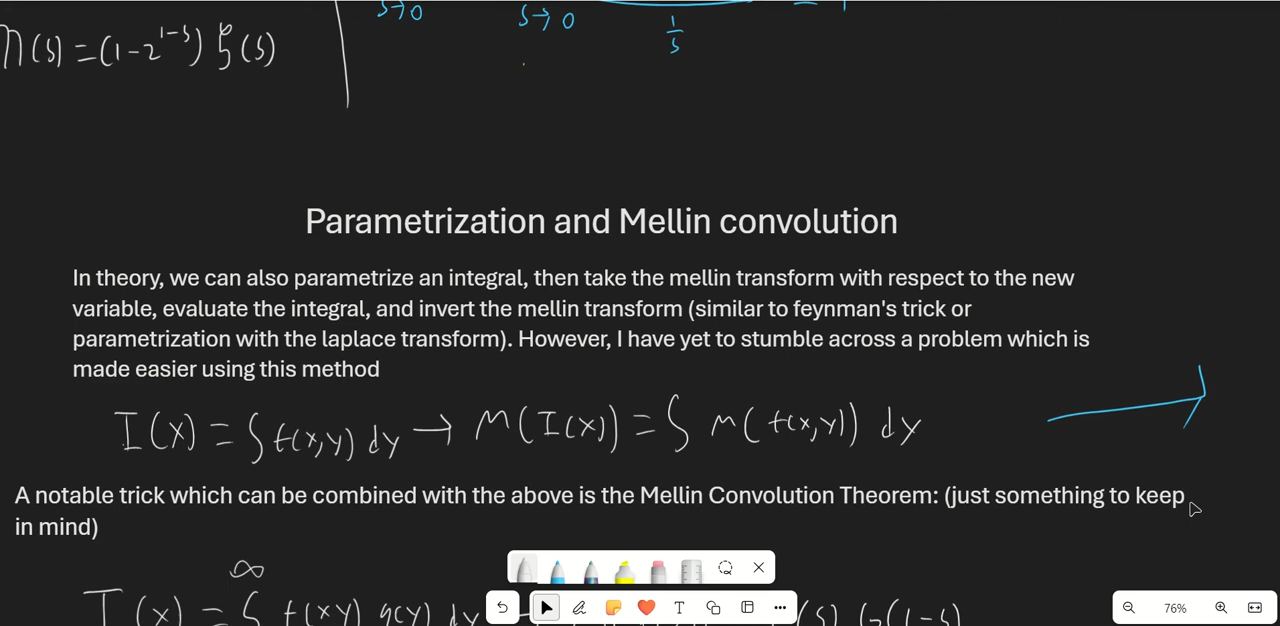 s→0 s→0 1/s
η(s) = (1-2^{1-s}) ζ(s)
Parametrization and Mellin convolution
In theory, we can also parametrize an integral, then take the mellin transform with respect to the new
variable, evaluate the integral, and invert the mellin transform (similar to feynman's trick or
parametrization with the laplace transform). However, I have yet to stumble across a problem which is
made easier using this method
I(x) = ∫ f(x,y) dy → M(I(x)) = ∫ M(f(x,y)) dy
A notable trick which can be combined with the above is the Mellin Convolution Theorem: (just something to keep
in mind)
∞
I(x) = ∫ f(xy) g(y) dy (s) G(1-s)
T
76%